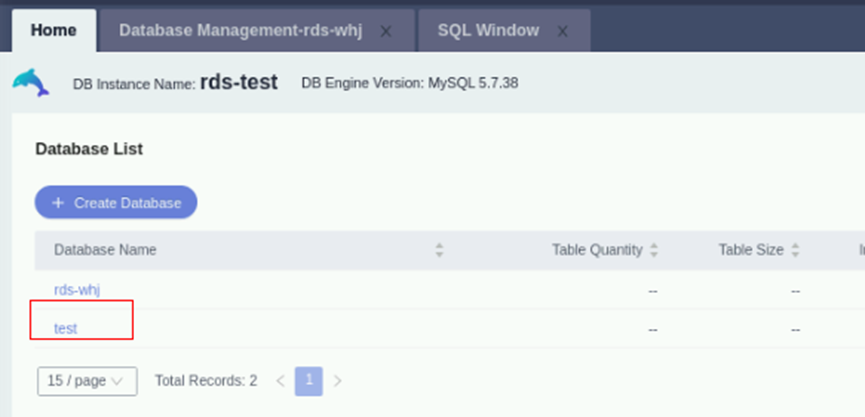 Home Database Management-rds-whj SQL Window
DB Instance Name: rds-test DB Engine Version: MySQL 5.7.38
Database List
+ Create Database
Database Name Table Quantity Table Size
rds-whj -- --
test -- --
15 / page Total Records: 2 < 1 >